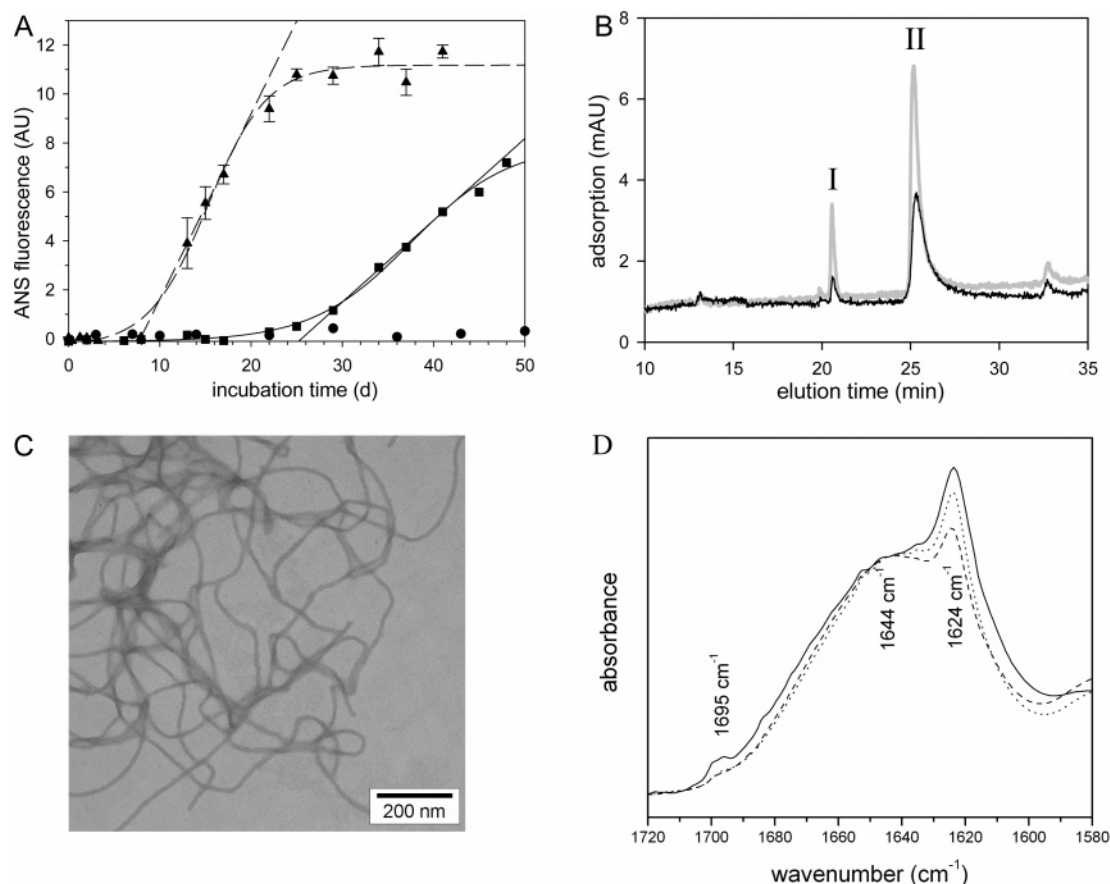 A
12
10
8
6
4
2
0
ANS fluorescence (AU)
0 10 20 30 40 50
incubation time (d)
B
8
6
4
2
0
adsorption (mAU)
I
II
10 15 20 25 30 35
elution time (min)
C
200 nm
D
absorbance
1695 cm⁻¹
1644 cm⁻¹
1624 cm⁻¹
1720 1700 1680 1660 1640 1620 1600 1580
wavenumber (cm⁻¹)